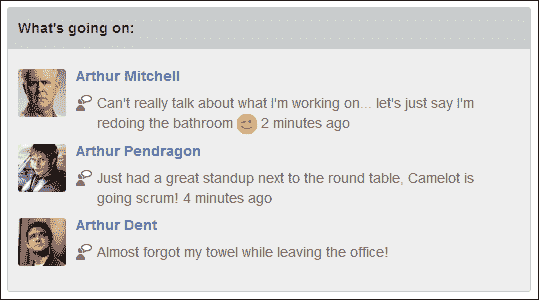 What's going on:
Arthur Mitchell
Can't really talk about what I'm working on... let's just say I'm
redoing the bathroom 2 minutes ago
Arthur Pendragon
Just had a great standup next to the round table, Camelot is
going scrum! 4 minutes ago
Arthur Dent
Almost forgot my towel while leaving the office!